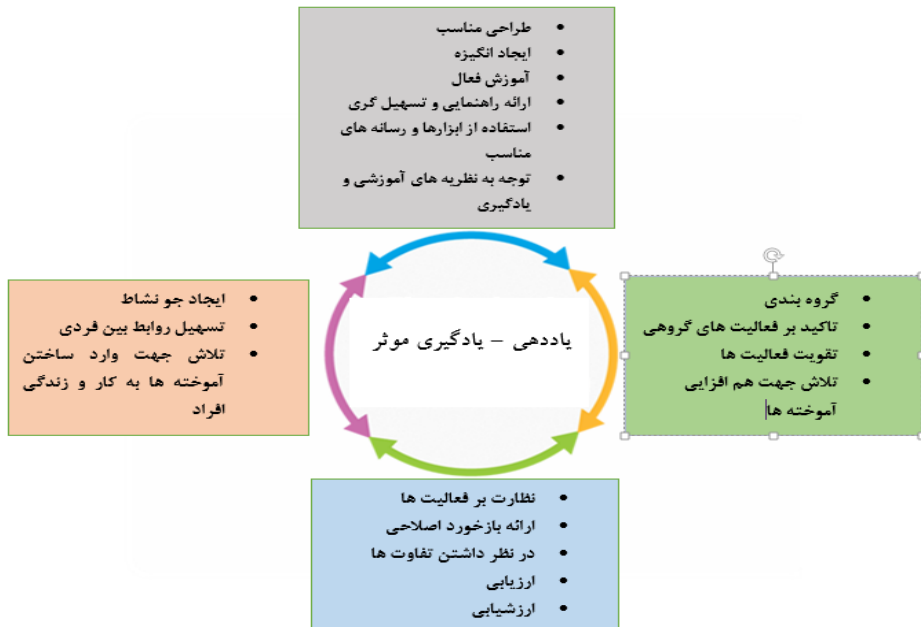 طراحی مناسب
ایجاد انگیزه
آموزش فعال
ارائه راهنمایی و تسهیل گری
استفاده از ابزارها و رسانه های
مناسب
توجه به نظریه های آموزشی و
یادگیری
گروه بندی
تاکید بر فعالیت های گروهی
تقویت فعالیت ها
تلاش جهت هم افزایی
آموخته ها
یاددهی – یادگیری موثر
ایجاد جو نشاط
تسهیل روابط بین فردی
تلاش جهت وارد ساختن
آموخته ها به کار و زندگی
افراد
نظارت بر فعالیت ها
ارائه بازخورد اصلاحی
در نظر داشتن تفاوت ها
ارزیابی
ارزشیابی